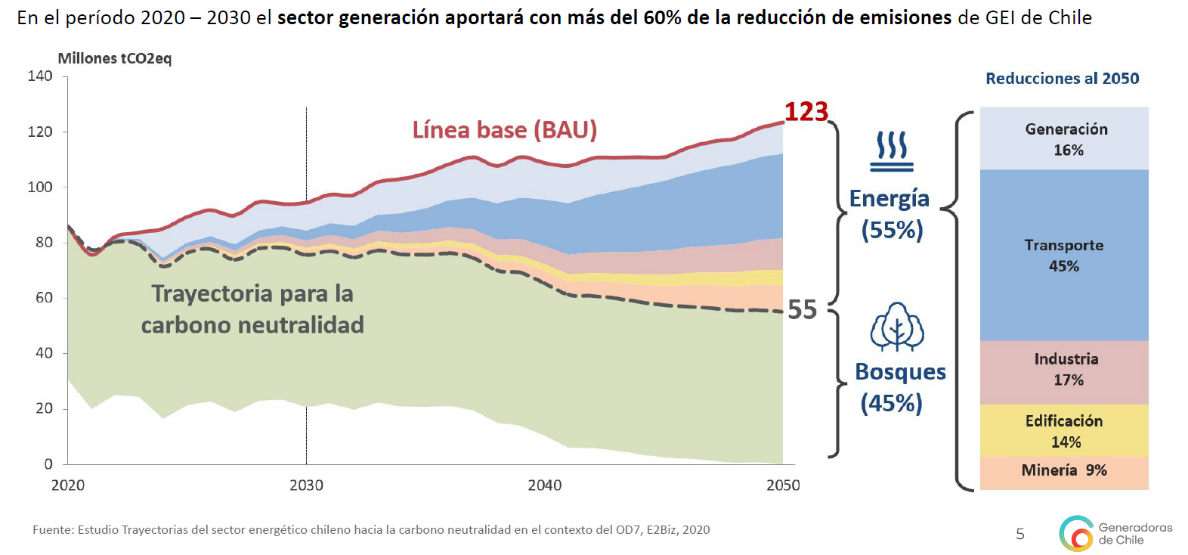 En el período 2020 – 2030 el sector generación aportará con más del 60% de la reducción de emisiones de GEI de Chile
Millones tCO2eq
140
120
100
80
60
40
20
0
2020
2030
2040
2050
Línea base (BAU)
123
Trayectoria para la
carbono neutralidad
55
Energía
(55%)
Bosques
(45%)
Reducciones al 2050
Generación
16%
Transporte
45%
Industria
17%
Edificación
14%
Minería 9%
Fuente: Estudio Trayectorias del sector energético chileno hacia la carbono neutralidad en el contexto del OD7, E2Biz, 2020
5
Generadoras
de Chile